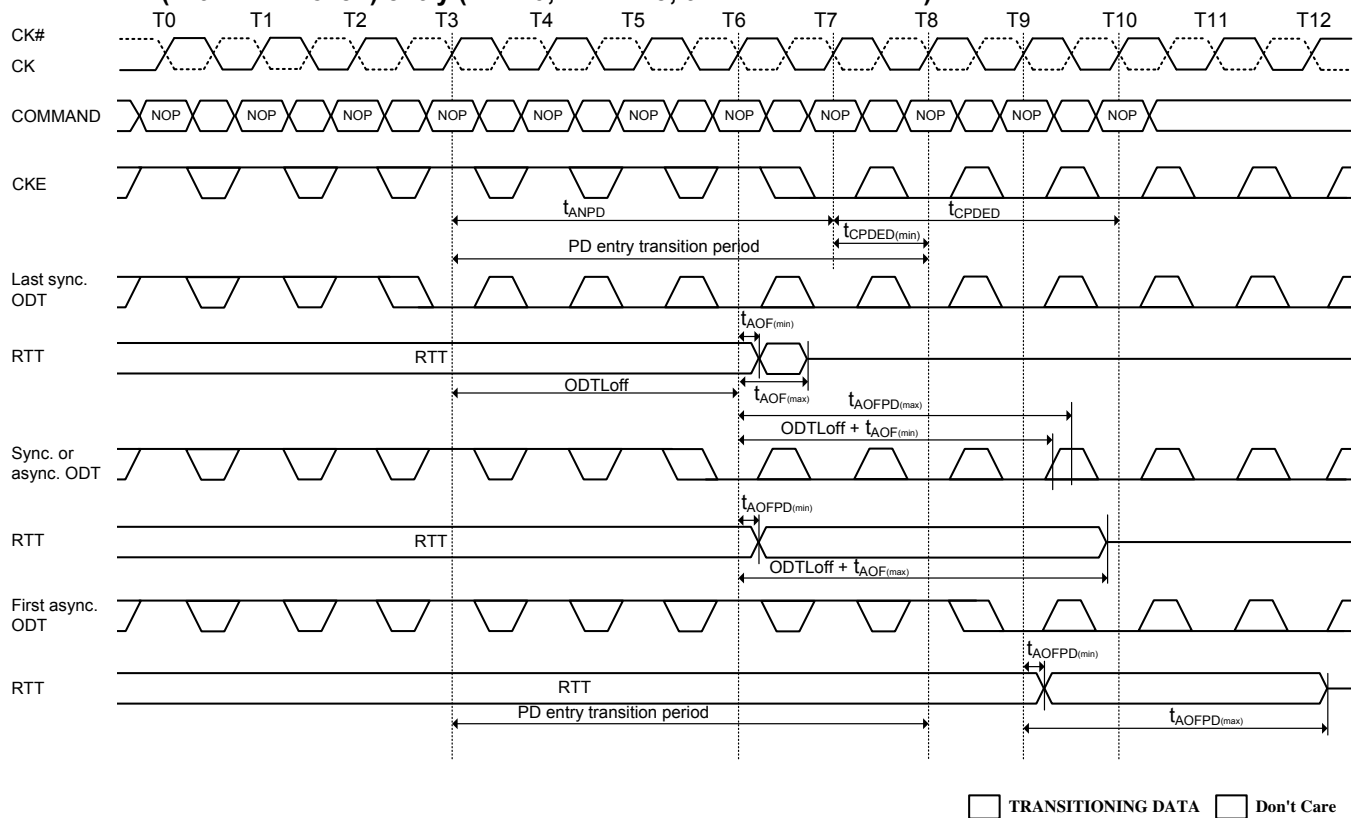 T0 T1 T2 T3 T4 T5 T6 T7 T8 T9 T10 T11 T12
CK#
CK
COMMAND NOP NOP NOP NOP NOP NOP NOP NOP NOP NOP NOP
CKE
tANPD tCPDED
tCPDED(min)
PD entry transition period
Last sync.
ODT
tAOF(min)
RTT RTT
ODTLoff tAOF(max)
tAOFPD(max)
ODTLoff + tAOF(min)
Sync. or
async. ODT
tAOFPD(min)
RTT RTT
ODTLoff + tAOF(max)
First async.
ODT
tAOFPD(min)
RTT RTT
PD entry transition period
tAOFPD(max)
TRANSITIONING DATA Don't Care